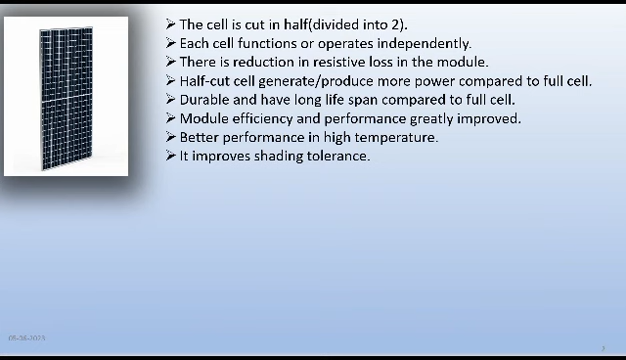 ➢ The cell is cut in half(divided into 2).
➢ Each cell functions or operates independently.
➢ There is reduction in resistive loss in the module.
➢ Half-cut cell generate/produce more power compared to full cell.
➢ Durable and have long life span compared to full cell.
➢ Module efficiency and performance greatly improved.
➢ Better performance in high temperature.
➢ It improves shading tolerance.